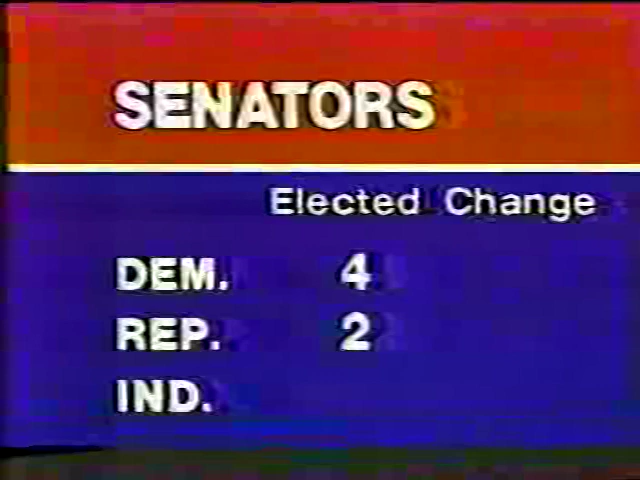 SENATORS
Elected Change
DEM. 4
REP. 2
IND.